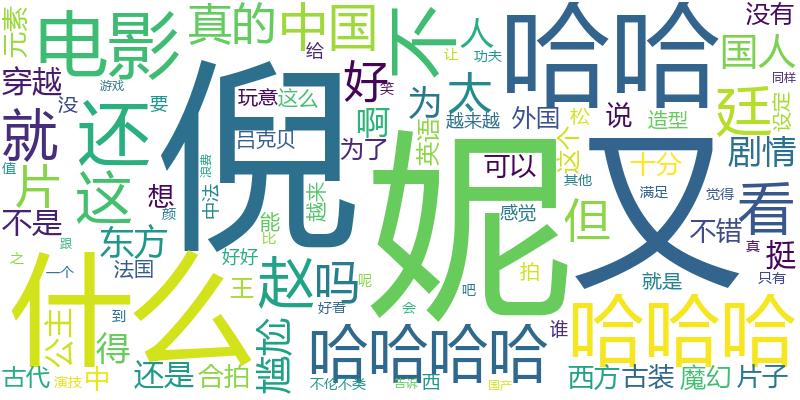 元素
电影
真的
中国
给
不
人
让
功夫
哈哈
没有
国人
同样
穿越
没
游戏
要
倪
浪费
玩意
这么
好
笑
为
太
越来越
外国
说
造型
廷
设定
就
还
又
值
片
这
吕克贝
为了
啊
英语
妮
可以
这个
松
十分
剧情
想
颜
中法
越来
能
比
感觉
但
其他
满足
觉得
不错
看
真
挺
不是
东方
跟
之
一个
法国
什么
好好
王
赵
吗
呢
好看
会
吧
拍
就是
只有
公主
到
得
尴尬
哈哈哈哈
谁
哈哈哈
古代
演技
中
还是
合拍
不伦不类
告诉
西
国产
西方
古装
魔幻
片子